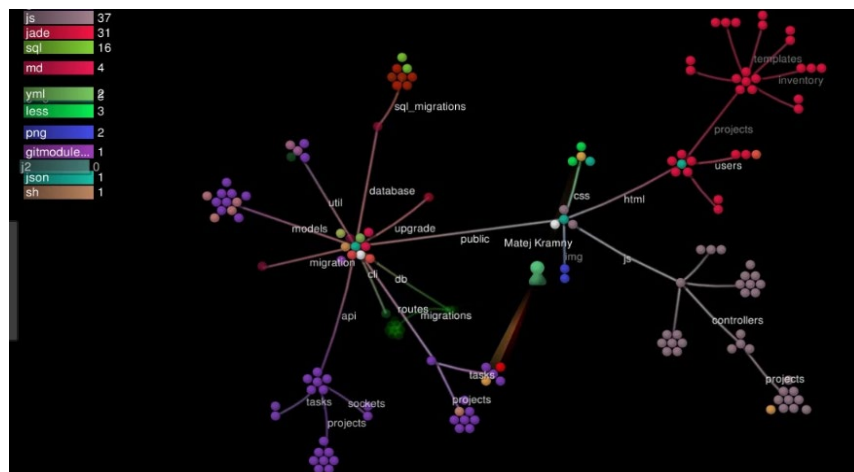 js 37
jade 31
sql 16
md 4
yml
less 3
png 2
gitmodule... 1
j2 0
json 1
sh 1
templates
inventory
sql_migrations
projects
users
database
util
css
html
models
upgrade
public
Matej Kramny
migration
img
js
cli
db
api
routes
migrations
controllers
tasks
projects
tasks
sockets
projects
projects